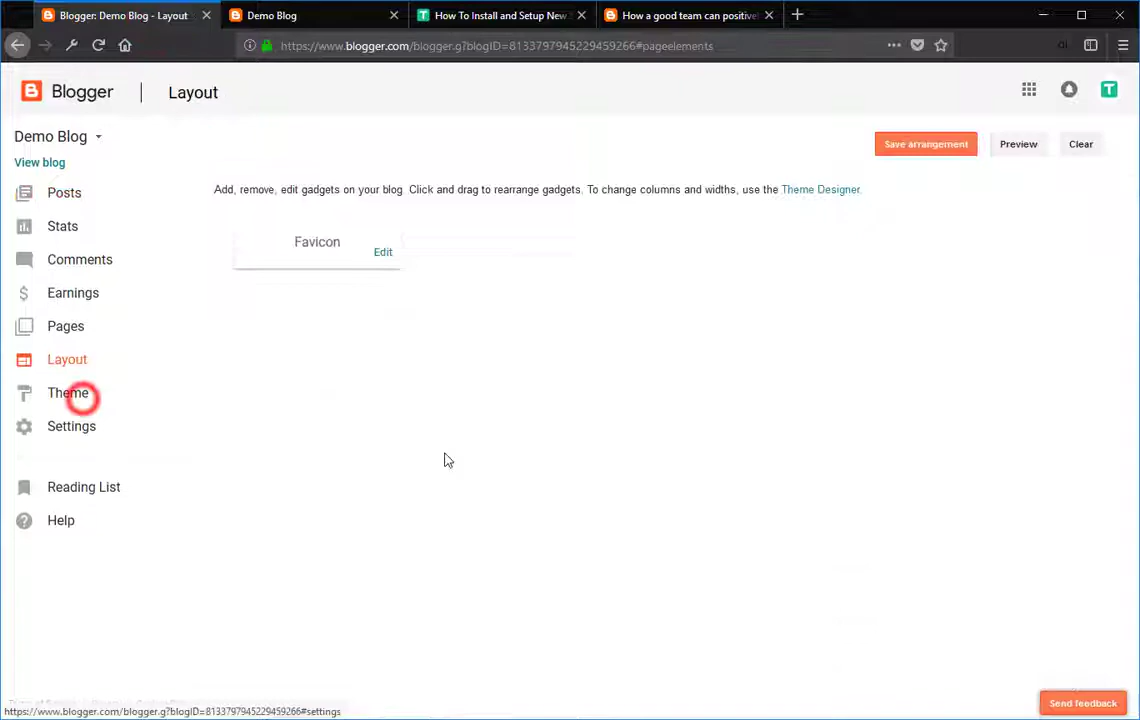 Blogger: Demo Blog - Layout
Demo Blog
How To Install and Setup New
How a good team can positive
https://www.blogger.com/blogger.g?blogID=8133797945229459266#pageelements
Blogger
Layout
Demo Blog
View blog
Save arrangement
Preview
Clear
Add, remove, edit gadgets on your blog Click and drag to rearrange gadgets. To change columns and widths, use the Theme Designer.
Posts
Stats
Comments
Earnings
Pages
Layout
Theme
Settings
Reading List
Help
Favicon
Edit
Send feedback
https://www.blogger.com/blogger.g?blogID=8133797945229459266#settings